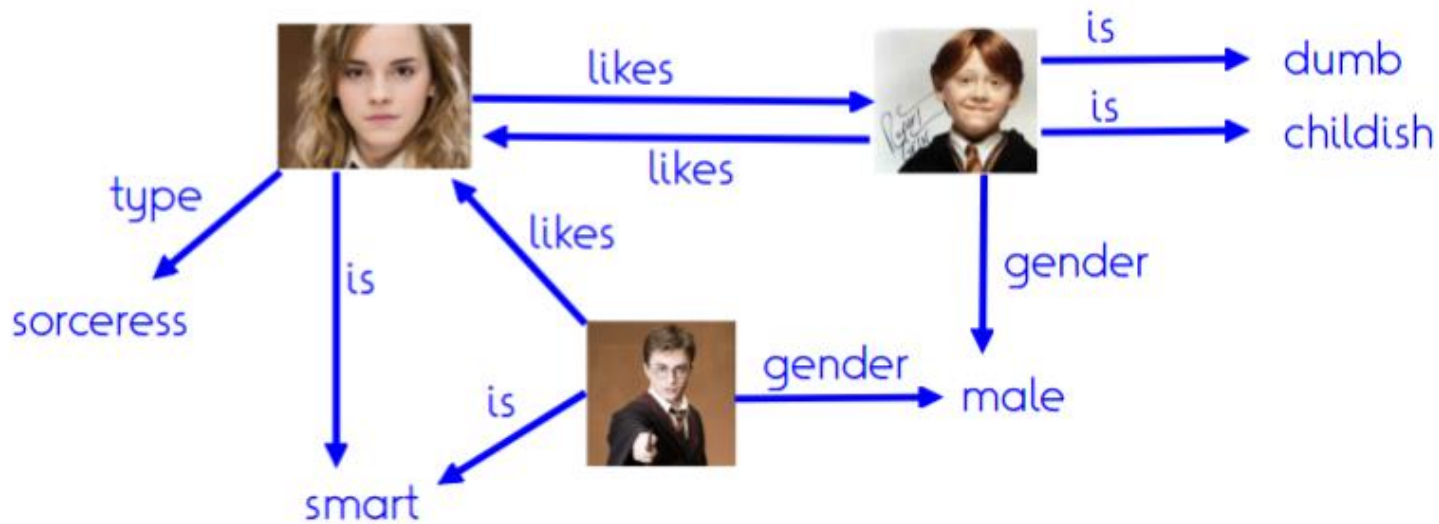 is
dumb
likes
is
childish
likes
type
likes
gender
is
sorceress
gender
is
male
smart